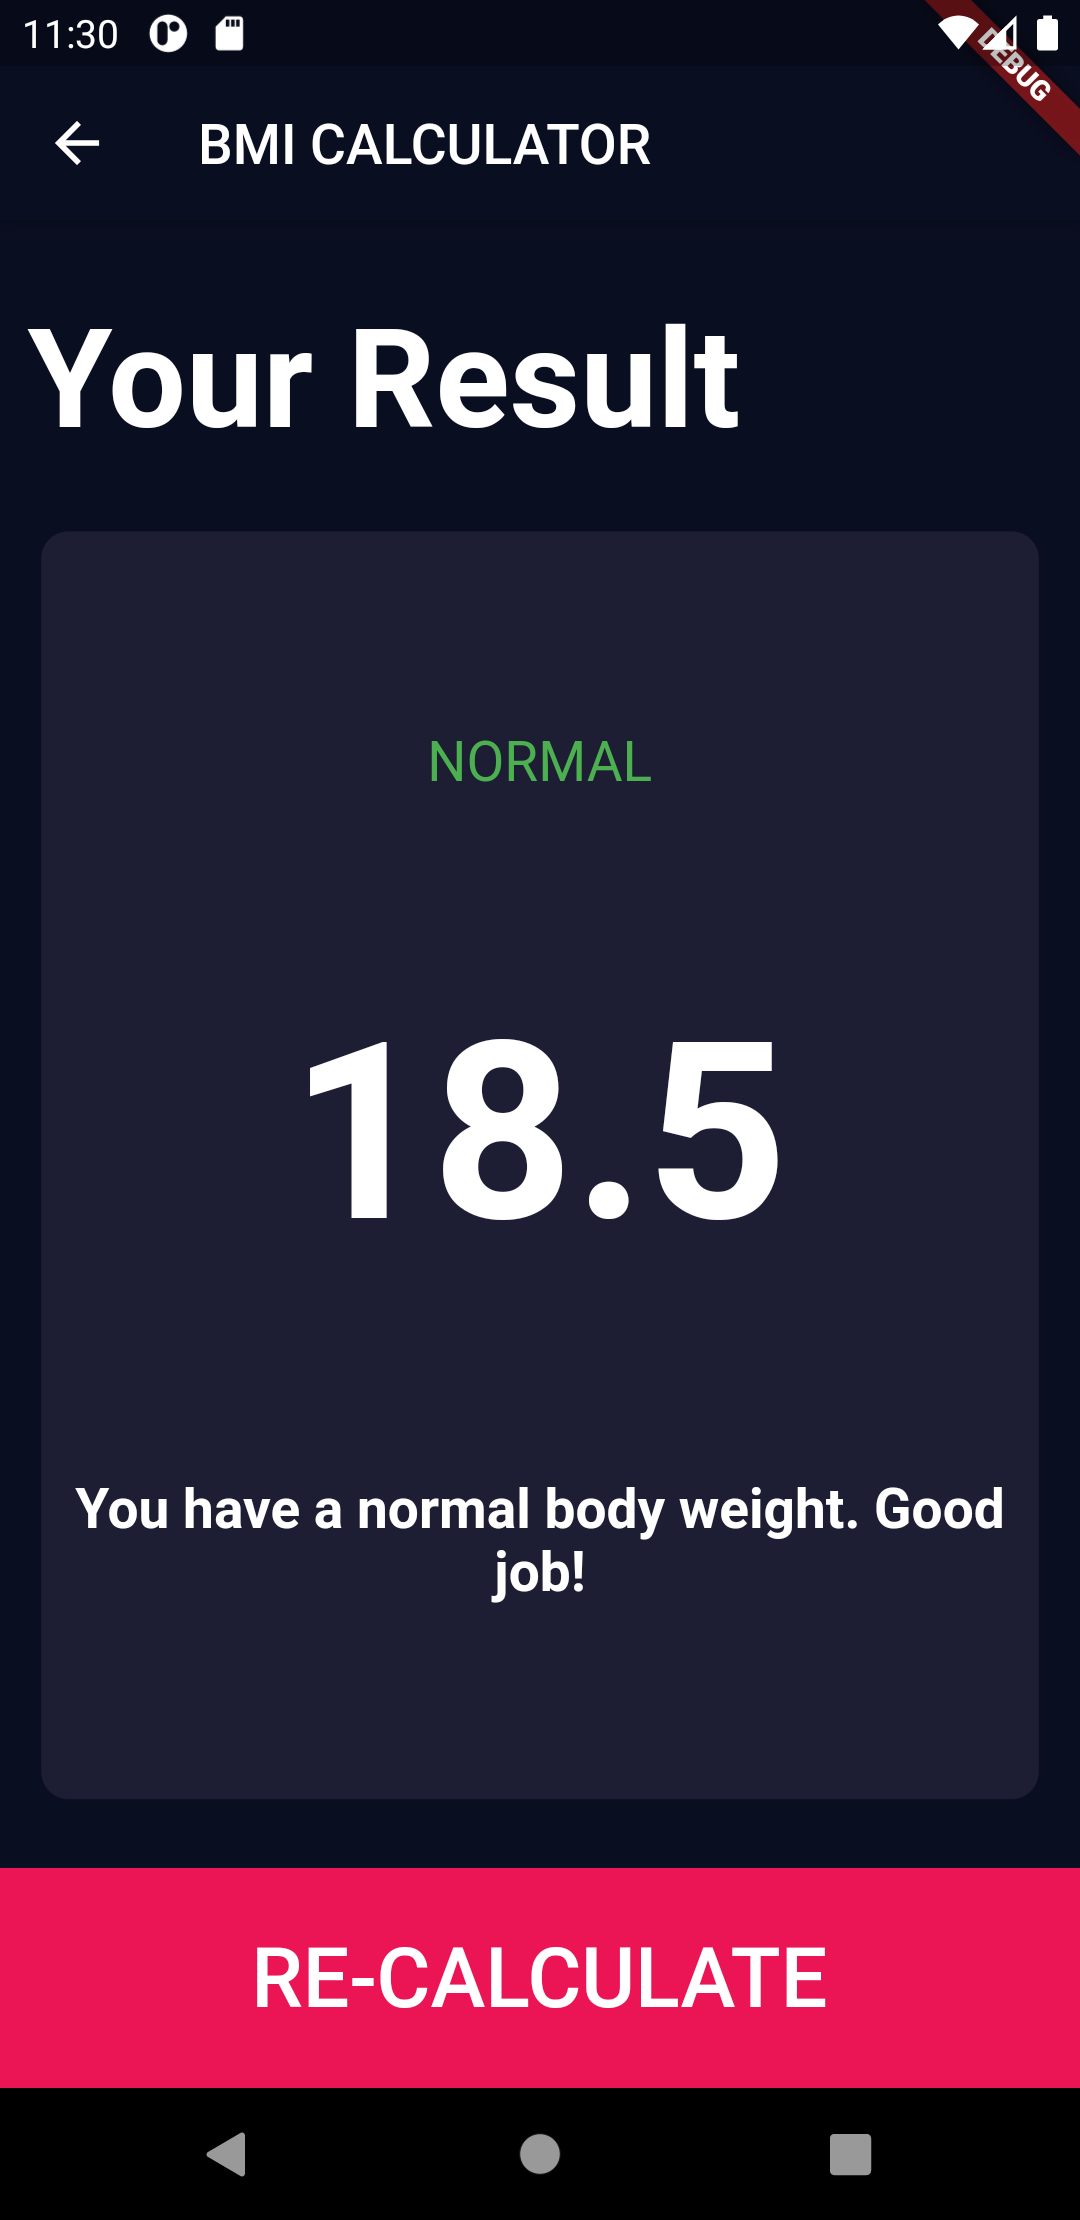 11:30
DEBUG
BMI CALCULATOR
Your Result
NORMAL
18.5
You have a normal body weight. Good
job!
RE-CALCULATE